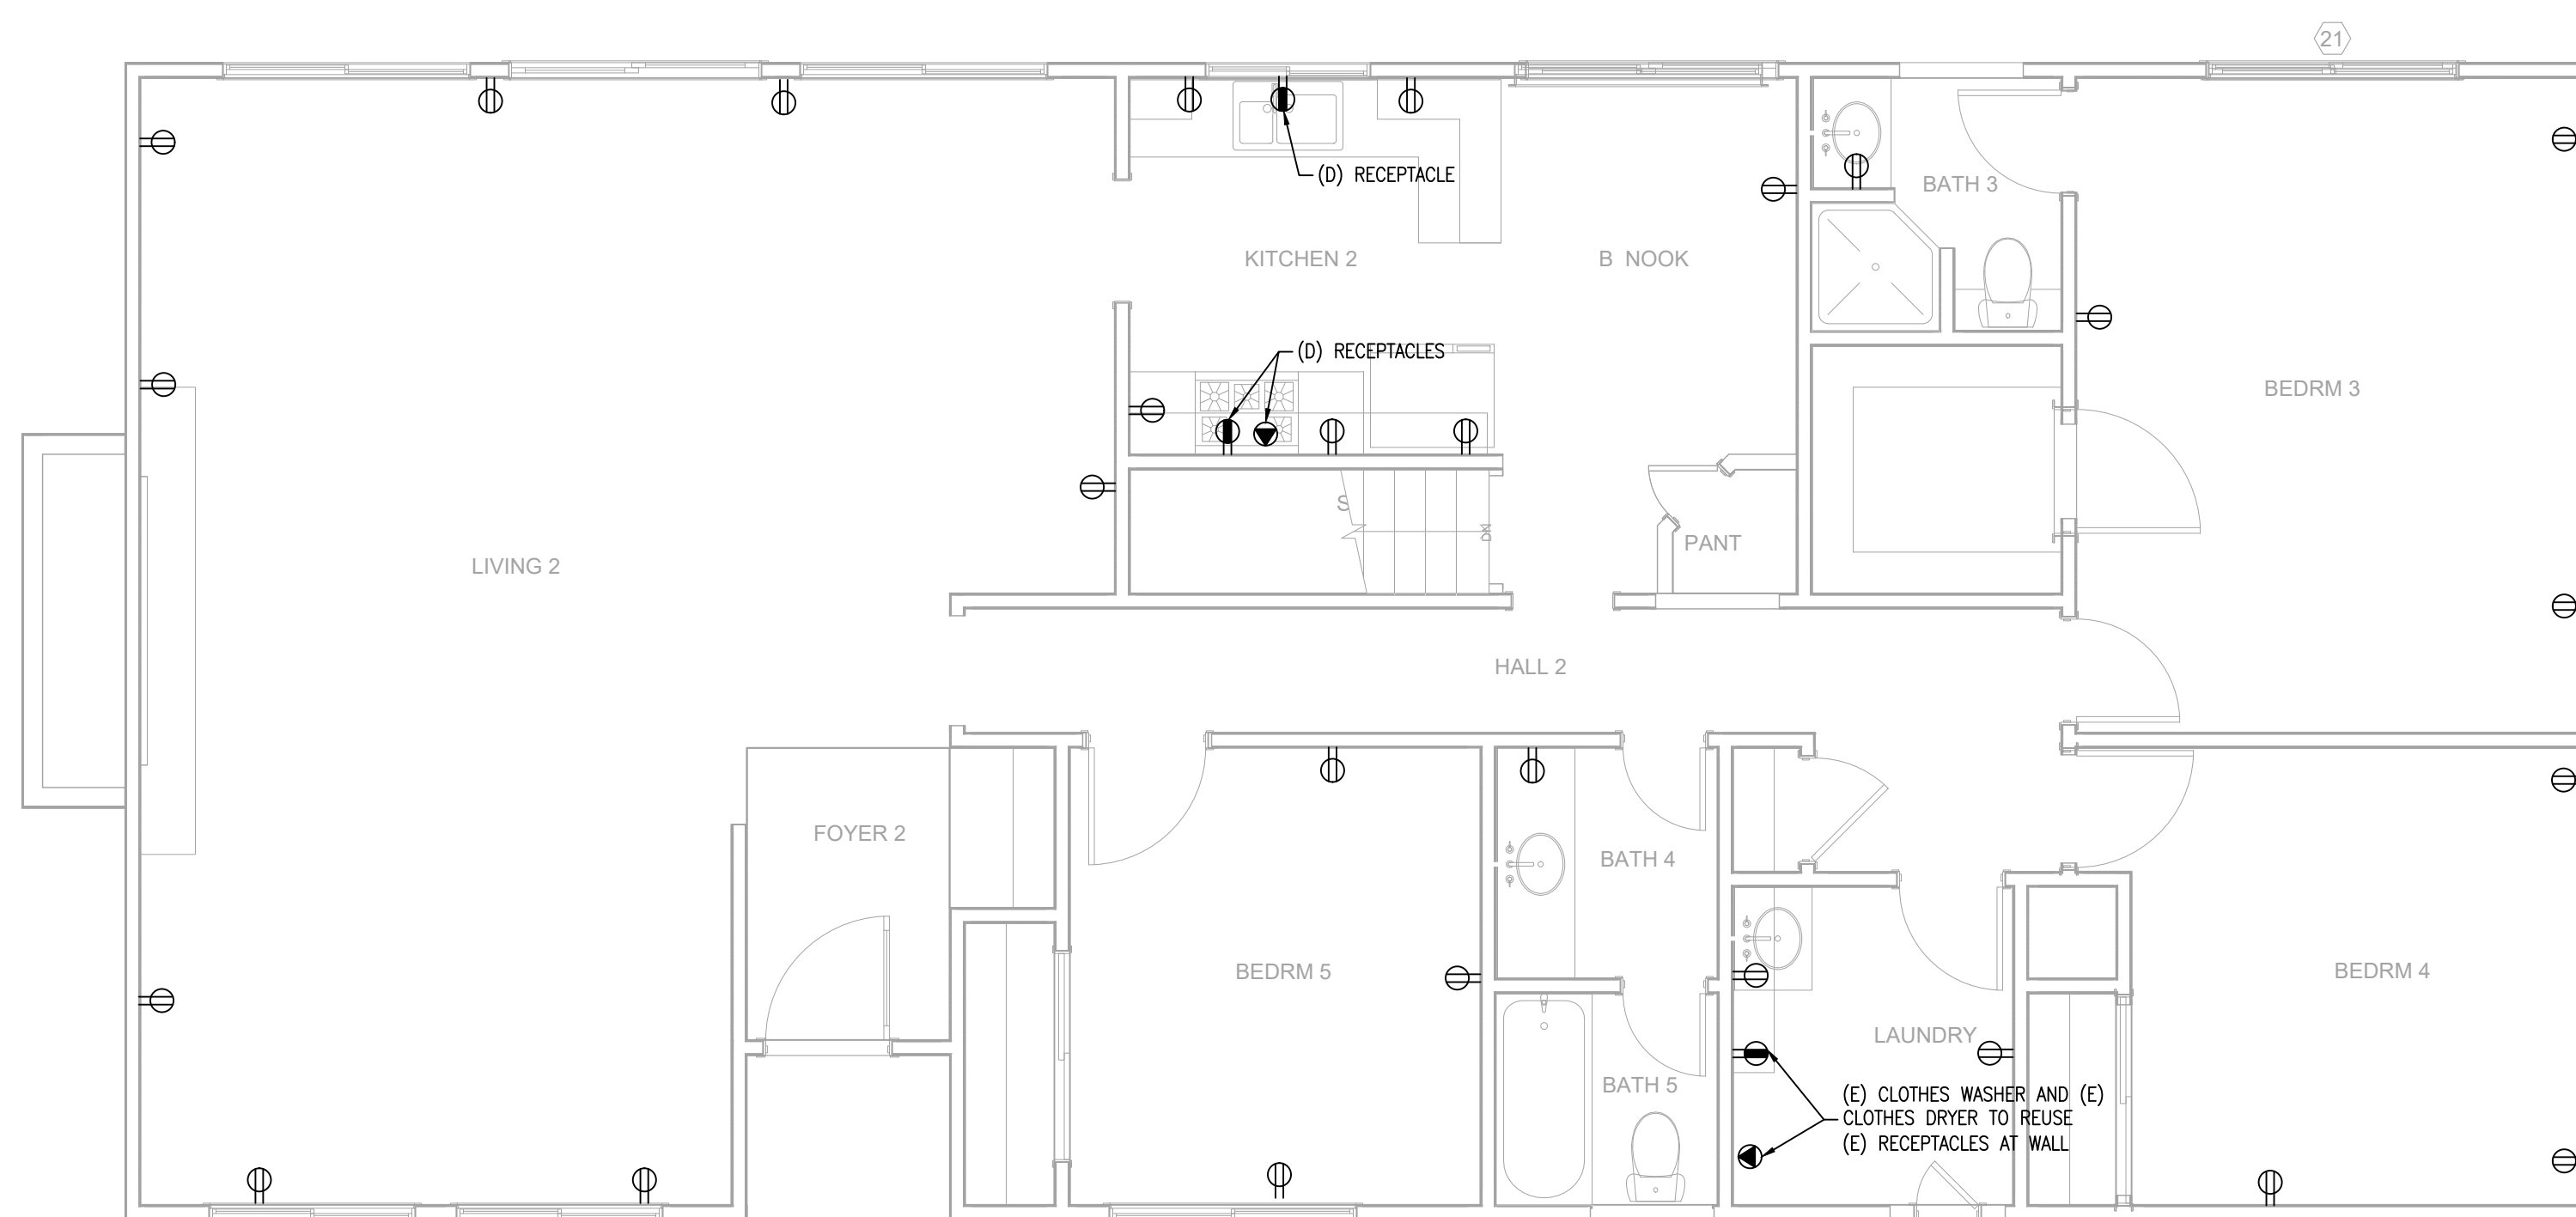 21
(D) RECEPTACLE
BATH 3
KITCHEN 2
B NOOK
(D) RECEPTACLES
BEDRM 3
S
DN
PANT
LIVING 2
HALL 2
FOYER 2
BATH 4
BEDRM 5
BEDRM 4
LAUNDRY
BATH 5
(E) CLOTHES WASHER AND (E)
CLOTHES DRYER TO REUSE
(E) RECEPTACLES AT WALL